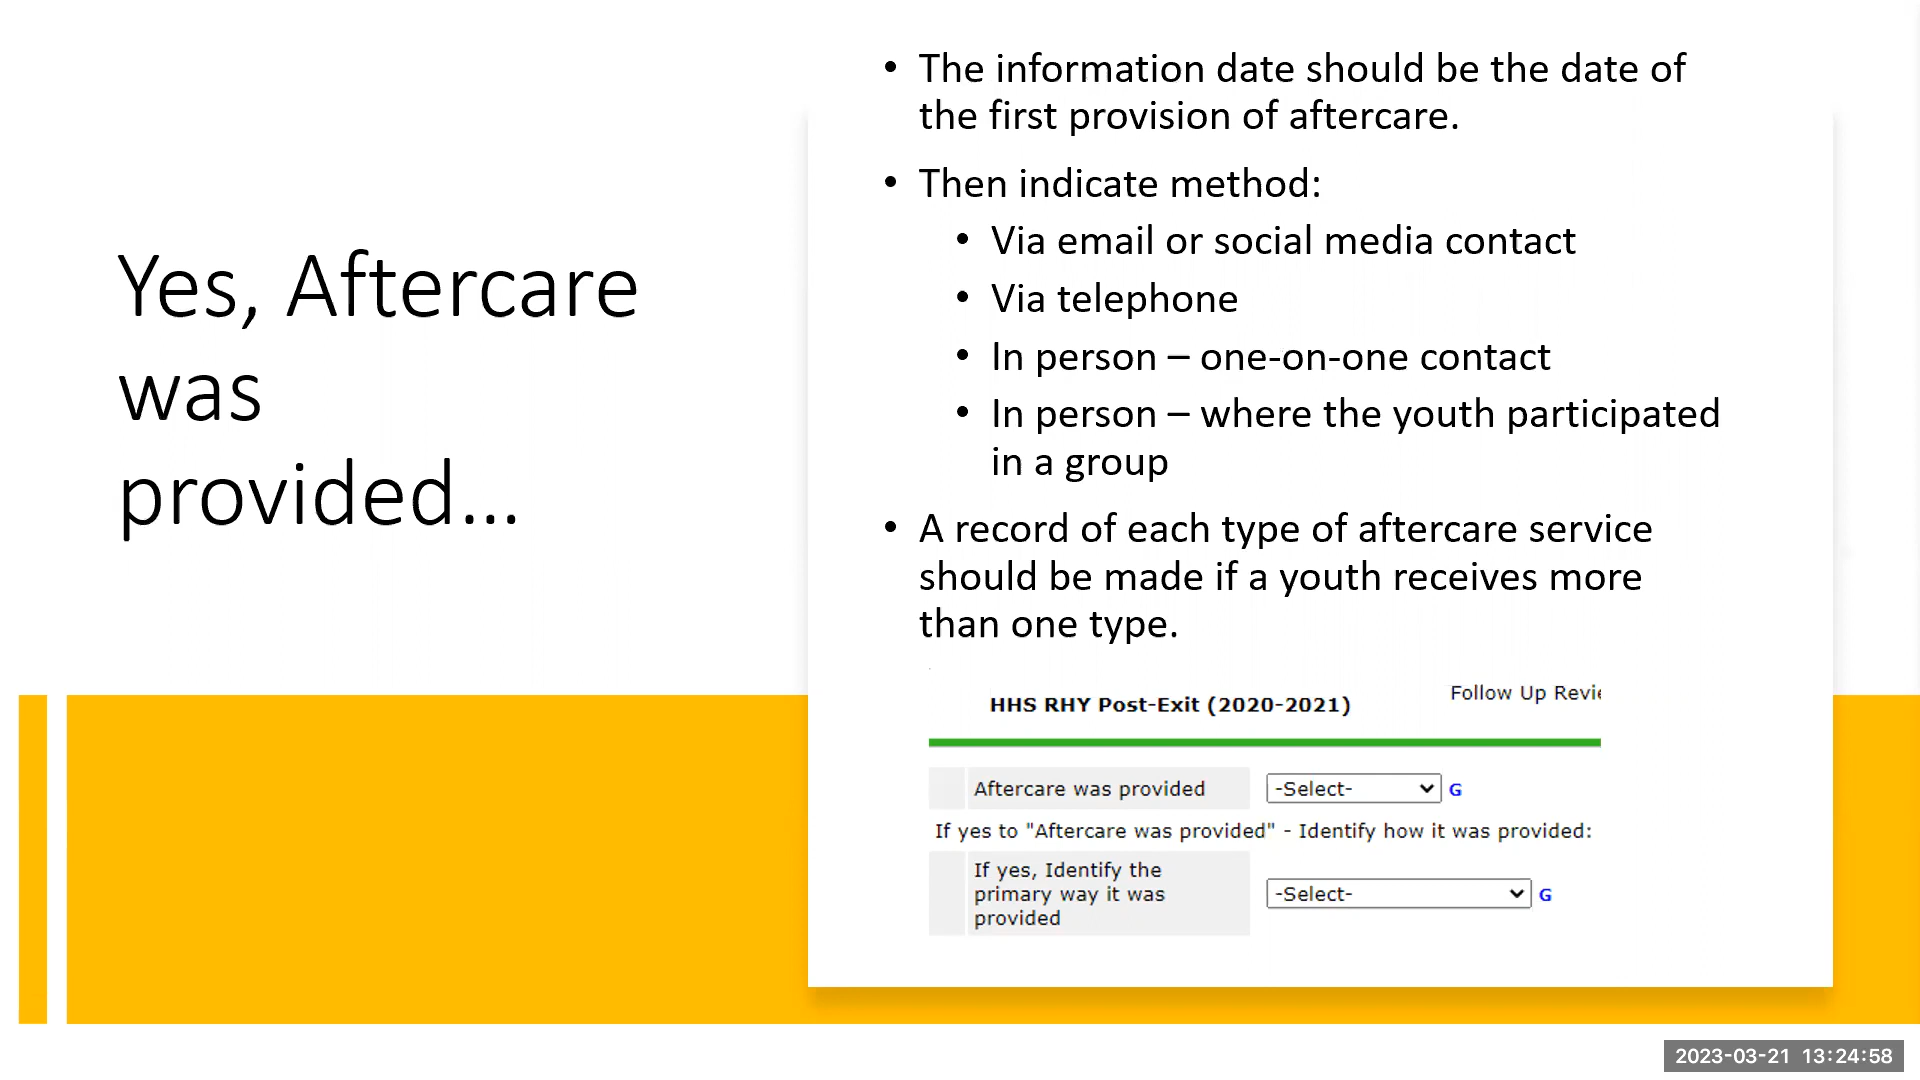 Yes, Aftercare
was
provided...
• The information date should be the date of
the first provision of aftercare.
• Then indicate method:
• Via email or social media contact
• Via telephone
• In person – one-on-one contact
• In person – where the youth participated
in a group
• A record of each type of aftercare service
should be made if a youth receives more
than one type.
HHS RHY Post-Exit (2020-2021)
Follow Up Revie
Aftercare was provided
-Select-
G
If yes to "Aftercare was provided" - Identify how it was provided:
If yes, Identify the
primary way it was
provided
-Select-
G
2023-03-21 13:24:58